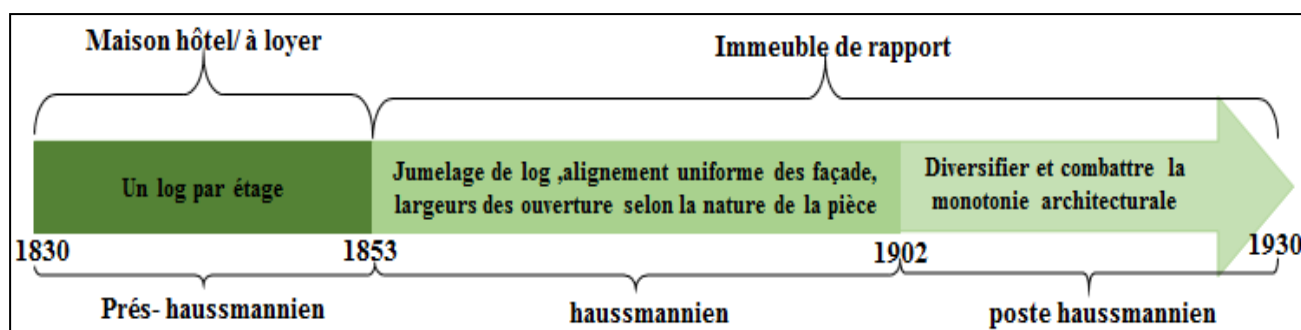 Maison hôtel/ à loyer
Immeuble de rapport
Un log par étage
Jumelage de log ,alignement uniforme des façade,
largeurs des ouverture selon la nature de la pièce
Diversifier et combattre la
monotonie architecturale
1830
1853
1902
1930
Prés- haussmannien
haussmannien
poste haussmannien